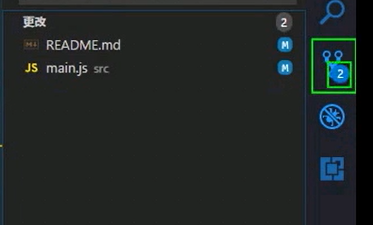 更改 2
README.md M
JS main.js src M
2